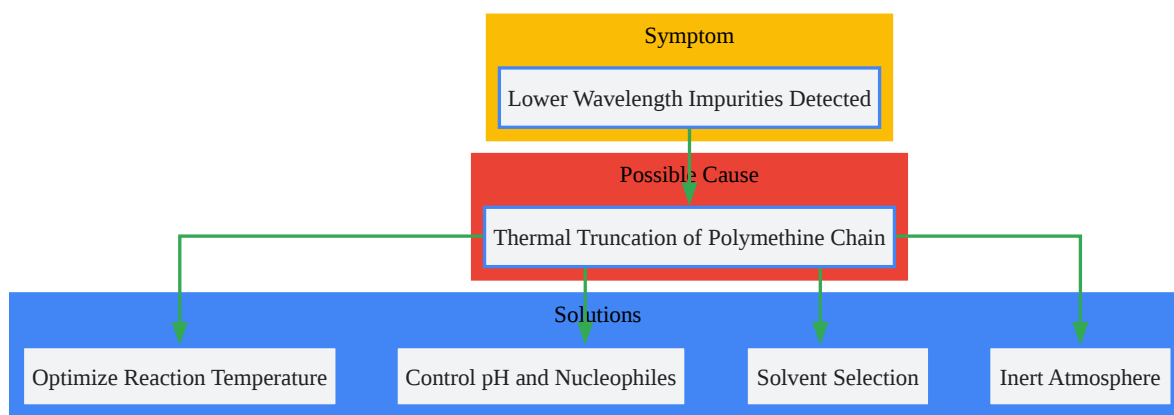 Symptom
Lower Wavelength Impurities Detected
Possible Cause
Thermal Truncation of Polymethine Chain
Solutions
Optimize Reaction Temperature
Control pH and Nucleophiles
Solvent Selection
Inert Atmosphere